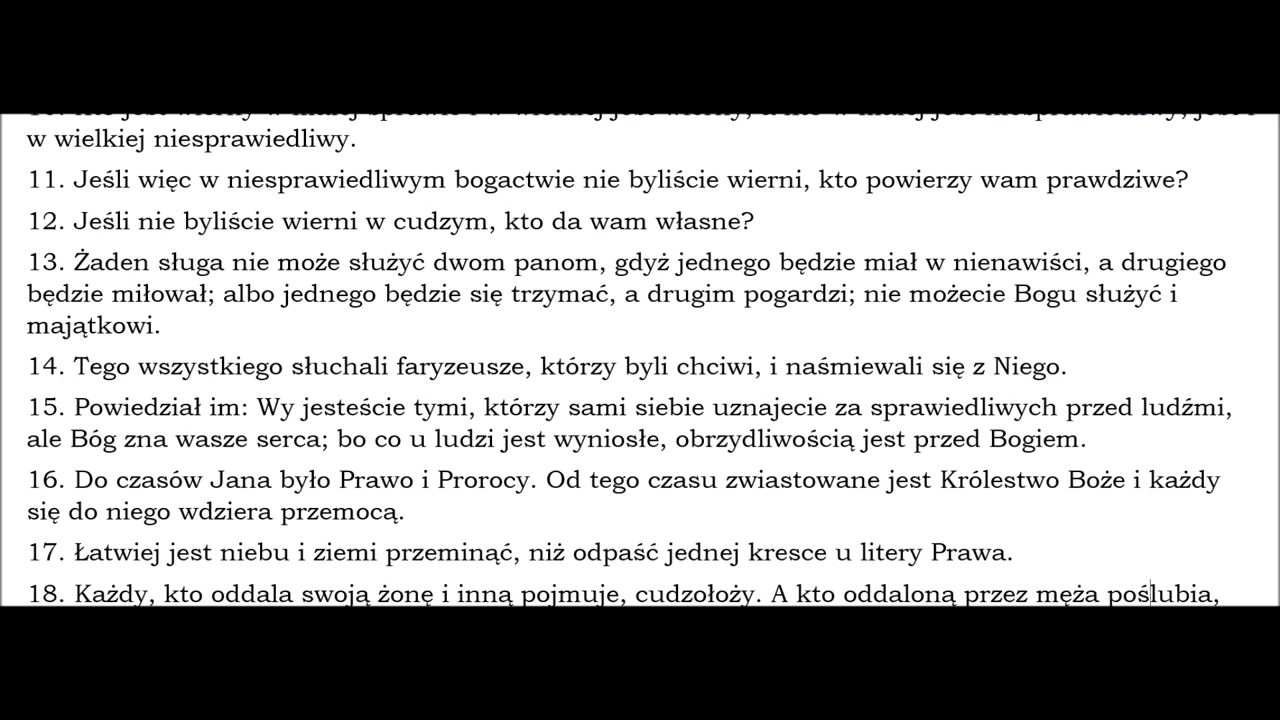 w wielkiej niesprawiedliwy.
11. Jeśli więc w niesprawiedliwym bogactwie nie byliście wierni, kto powierzy wam prawdziwe?
12. Jeśli nie byliście wierni w cudzym, kto da wam własne?
13. Żaden sługa nie może służyć dwom panom, gdyż jednego będzie miał w nienawiści, a drugiego
będzie miłował; albo jednego będzie się trzymać, a drugim pogardzi; nie możecie Bogu służyć i
majątkowi.
14. Tego wszystkiego słuchali faryzeusze, którzy byli chciwi, i naśmiewali się z Niego.
15. Powiedział im: Wy jesteście tymi, którzy sami siebie uznajecie za sprawiedliwych przed ludźmi,
ale Bóg zna wasze serca; bo co u ludzi jest wyniosłe, obrzydliwością jest przed Bogiem.
16. Do czasów Jana było Prawo i Prorocy. Od tego czasu zwiastowane jest Królestwo Boże i każdy
się do niego wdziera przemocą.
17. Łatwiej jest niebu i ziemi przeminąć, niż odpaść jednej kresce u litery Prawa.
18. Każdy, kto oddala swoją żonę i inną pojmuje, cudzołoży. A kto oddaloną przez męża poślubia,